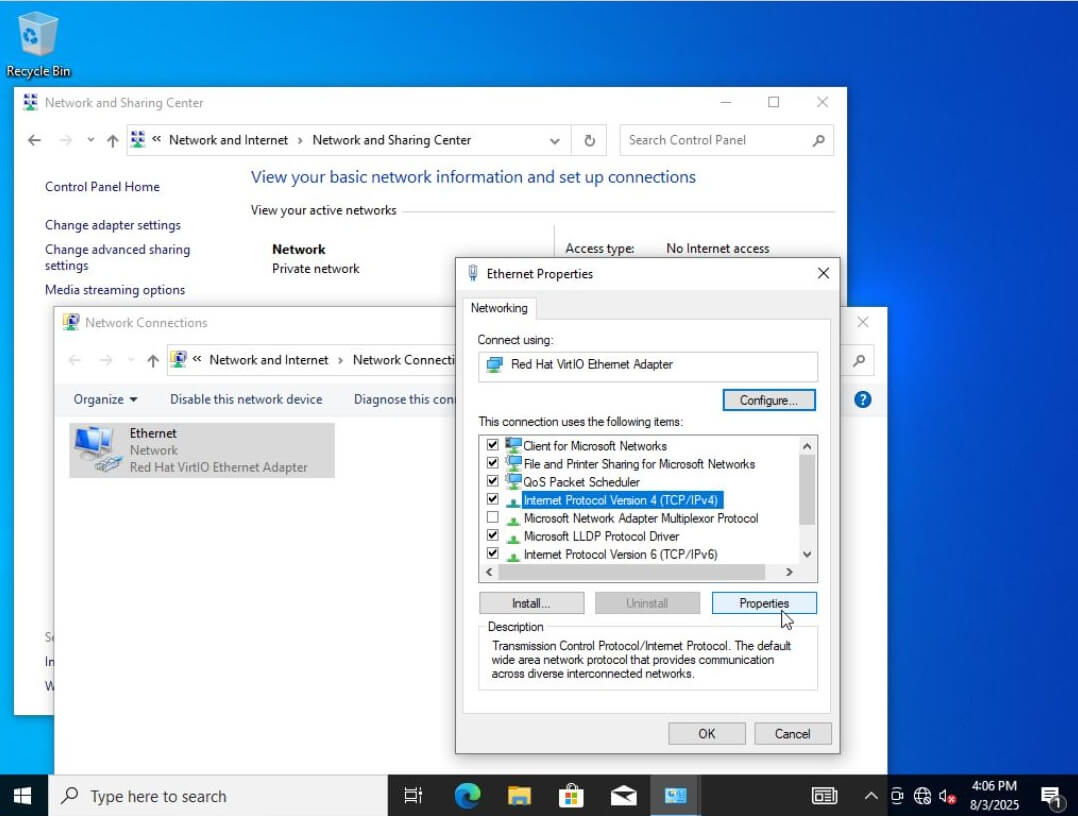 Recycle Bin
Network and Sharing Center
« Network and Internet › Network and Sharing Center
Search Control Panel
Control Panel Home
Change adapter settings
Change advanced sharing
settings
Media streaming options
View your basic network information and set up connections
View your active networks
Network
Private network
Access type: No Internet access
Network Connections
« Network and Internet › Network Connecti
Organize Disable this network device Diagnose this con
?
Ethernet
Network
Red Hat VirtIO Ethernet Adapter
Ethernet Properties
Networking
Connect using:
Red Hat VirtIO Ethernet Adapter
Configure...
This connection uses the following items:
Client for Microsoft Networks
File and Printer Sharing for Microsoft Networks
QoS Packet Scheduler
Internet Protocol Version 4 (TCP/IPv4)
Microsoft Network Adapter Multiplexor Protocol
Microsoft LLDP Protocol Driver
Internet Protocol Version 6 (TCP/IPv6)
Install... Uninstall Properties
Description
Transmission Control Protocol/Internet Protocol. The default
wide area network protocol that provides communication
across diverse interconnected networks.
OK Cancel
Se
In
W
Type here to search
4:06 PM
8/3/2025
1